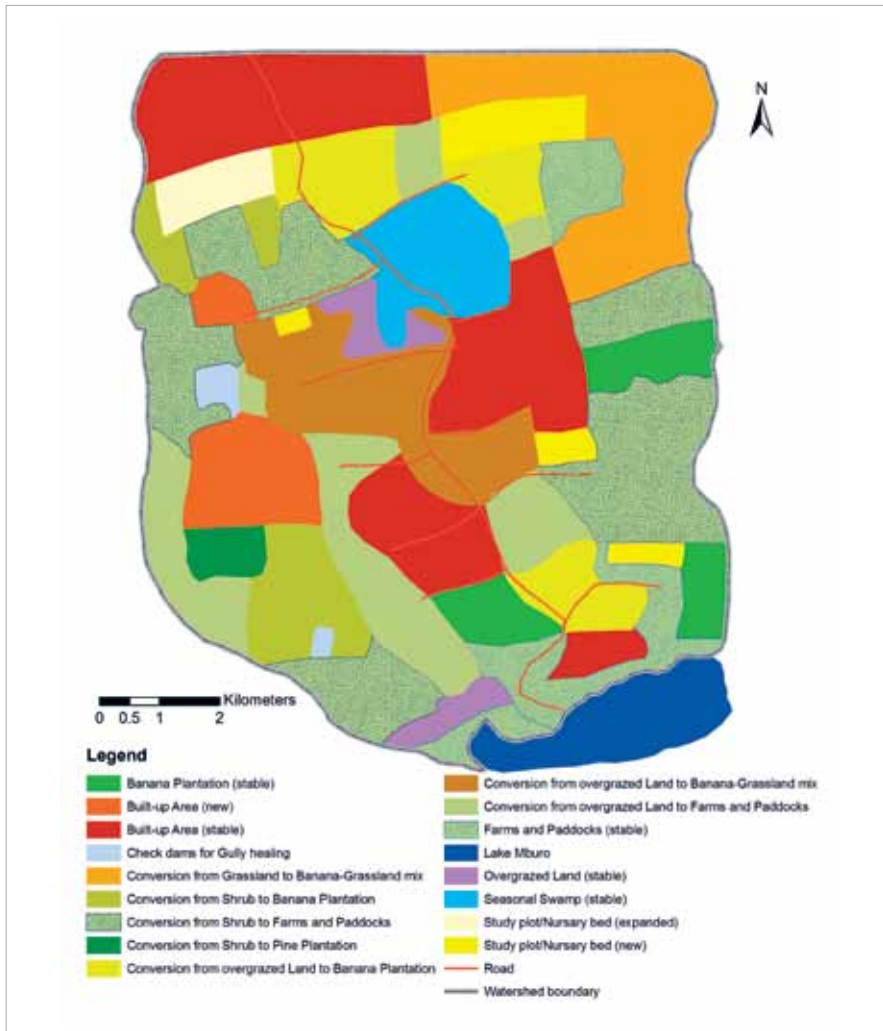 N
Kilometers
0 0.5 1 2
Legend
Banana Plantation (stable)
Built-up Area (new)
Built-up Area (stable)
Check dams for Gully healing
Conversion from Grassland to Banana-Grassland mix
Conversion from Shrub to Banana Plantation
Conversion from Shrub to Farms and Paddocks
Conversion from Shrub to Pine Plantation
Conversion from overgrazed Land to Banana Plantation
Conversion from overgrazed Land to Banana-Grassland mix
Conversion from overgrazed Land to Farms and Paddocks
Farms and Paddocks (stable)
Lake Mburo
Overgrazed Land (stable)
Seasonal Swamp (stable)
Study plot/Nursary bed (expanded)
Study plot/Nursary bed (new)
Road
Watershed boundary